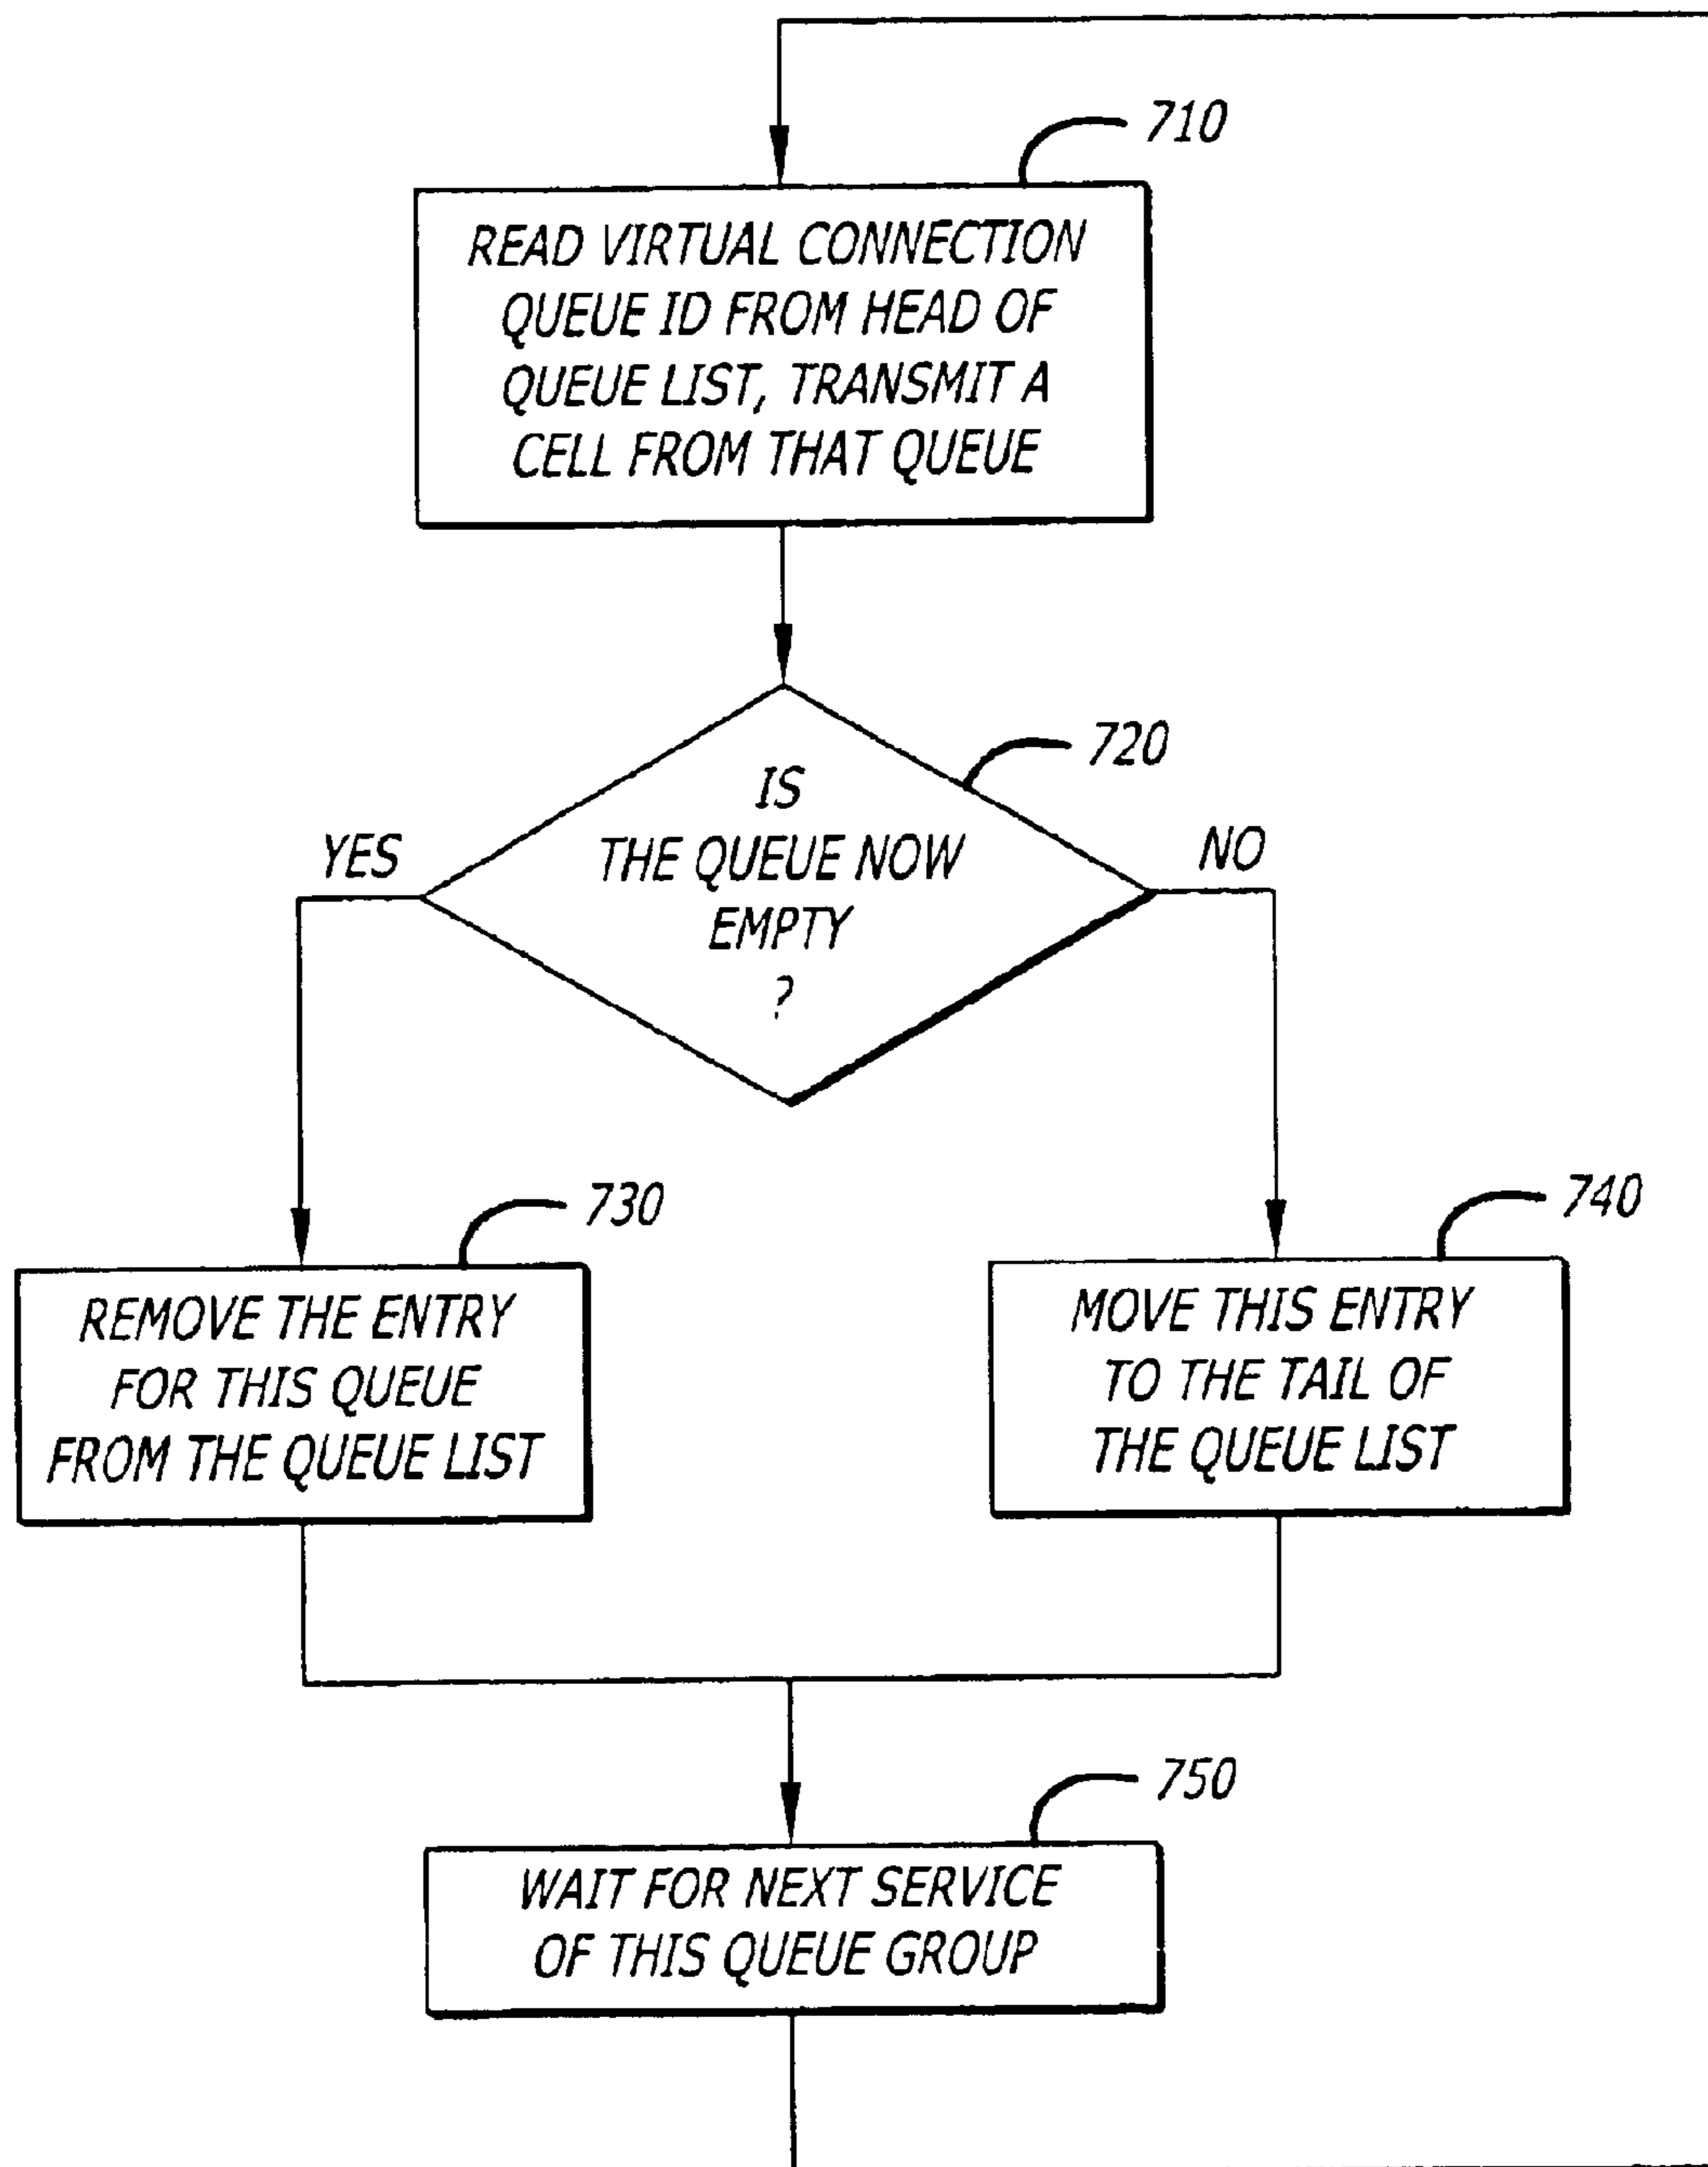 710
READ VIRTUAL CONNECTION
QUEUE ID FROM HEAD OF
QUEUE LIST, TRANSMIT A
CELL FROM THAT QUEUE
720
IS
THE QUEUE NOW
EMPTY
?
YES
NO
730
REMOVE THE ENTRY
FOR THIS QUEUE
FROM THE QUEUE LIST
740
MOVE THIS ENTRY
TO THE TAIL OF
THE QUEUE LIST
750
WAIT FOR NEXT SERVICE
OF THIS QUEUE GROUP